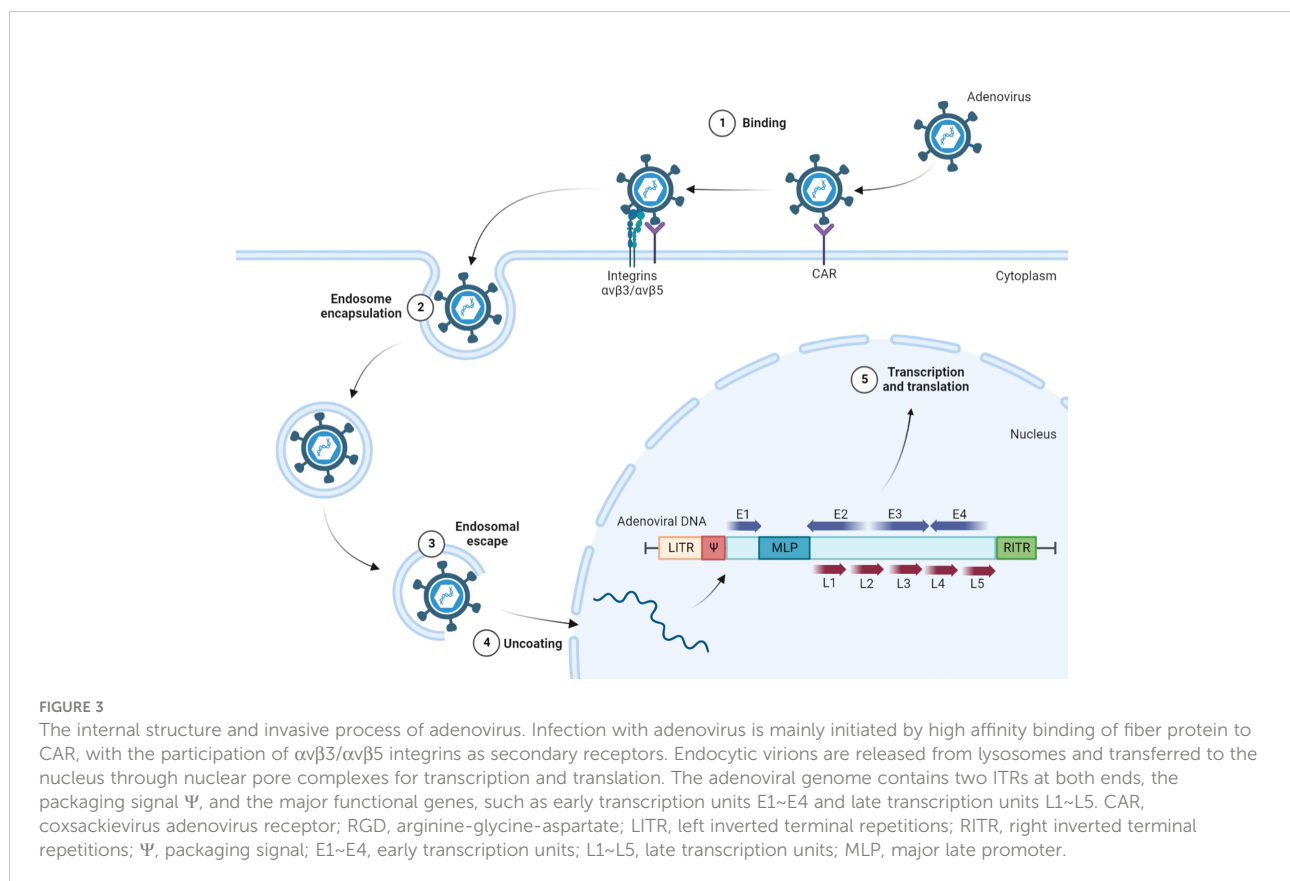 Adenovirus
1 Binding
Integrins
αvβ3/αvβ5
CAR
Cytoplasm
Endosome
encapsulation 2
5 Transcription
and translation
Nucleus
3 Endosomal
escape
4 Uncoating
Adenoviral DNA
E1 E2 E3 E4
LITR Ψ MLP RITR
L1 L2 L3 L4 L5
FIGURE 3
The internal structure and invasive process of adenovirus. Infection with adenovirus is mainly initiated by high affinity binding of fiber protein to
CAR, with the participation of αvβ3/αvβ5 integrins as secondary receptors. Endocytic virions are released from lysosomes and transferred to the
nucleus through nuclear pore complexes for transcription and translation. The adenoviral genome contains two ITRs at both ends, the
packaging signal Ψ, and the major functional genes, such as early transcription units E1~E4 and late transcription units L1~L5. CAR,
coxsackievirus adenovirus receptor; RGD, arginine-glycine-aspartate; LITR, left inverted terminal repetitions; RITR, right inverted terminal
repetitions; Ψ, packaging signal; E1~E4, early transcription units; L1~L5, late transcription units; MLP, major late promoter.